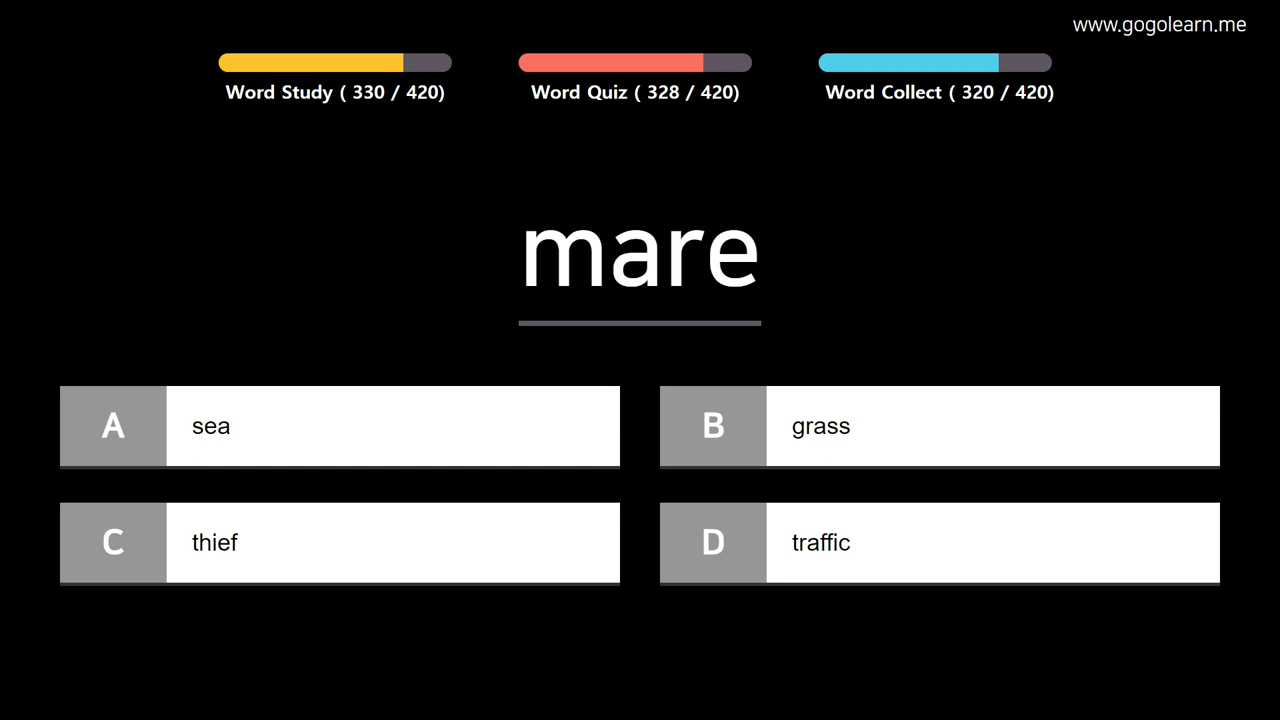 www.gogolearn.me
Word Study ( 330 / 420)
Word Quiz ( 328 / 420)
Word Collect ( 320 / 420)
mare
A
sea
B
grass
C
thief
D
traffic